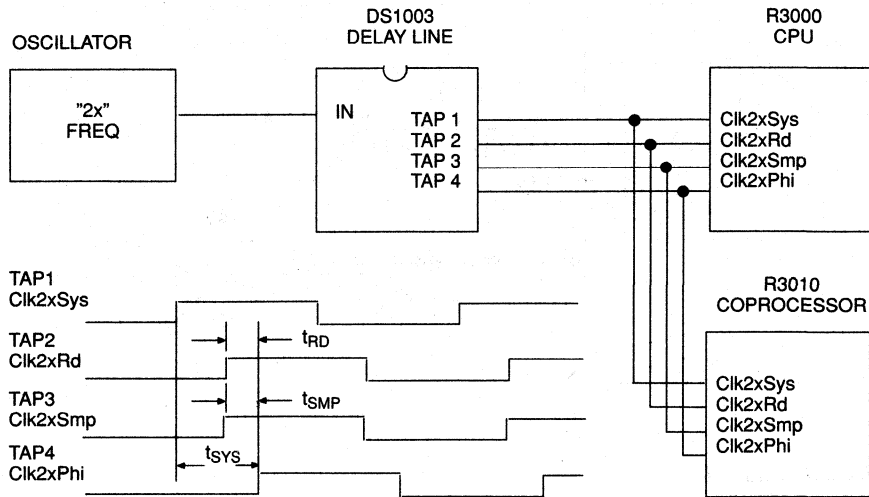 OSCILLATOR
"2x"
FREQ
DS1003
DELAY LINE
IN
TAP 1
TAP 2
TAP 3
TAP 4
R3000
CPU
Clk2xSys
Clk2xRd
Clk2xSmp
Clk2xPhi
R3010
COPROCESSOR
Clk2xSys
Clk2xRd
Clk2xSmp
Clk2xPhi
TAP1
Clk2xSys
TAP2
Clk2xRd
tRD
TAP3
Clk2xSmp
tSMP
TAP4
Clk2xPhi
tSYS